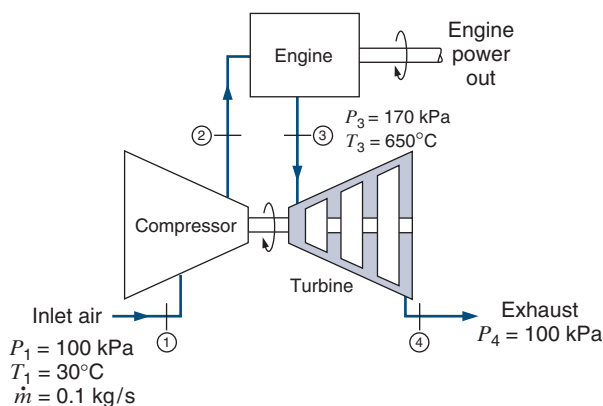 Engine
Engine
power
out
2
3
P3 = 170 kPa
T3 = 650°C
Compressor
Turbine
Inlet air
1
P1 = 100 kPa
T1 = 30°C
ṁ = 0.1 kg/s
4
Exhaust
P4 = 100 kPa